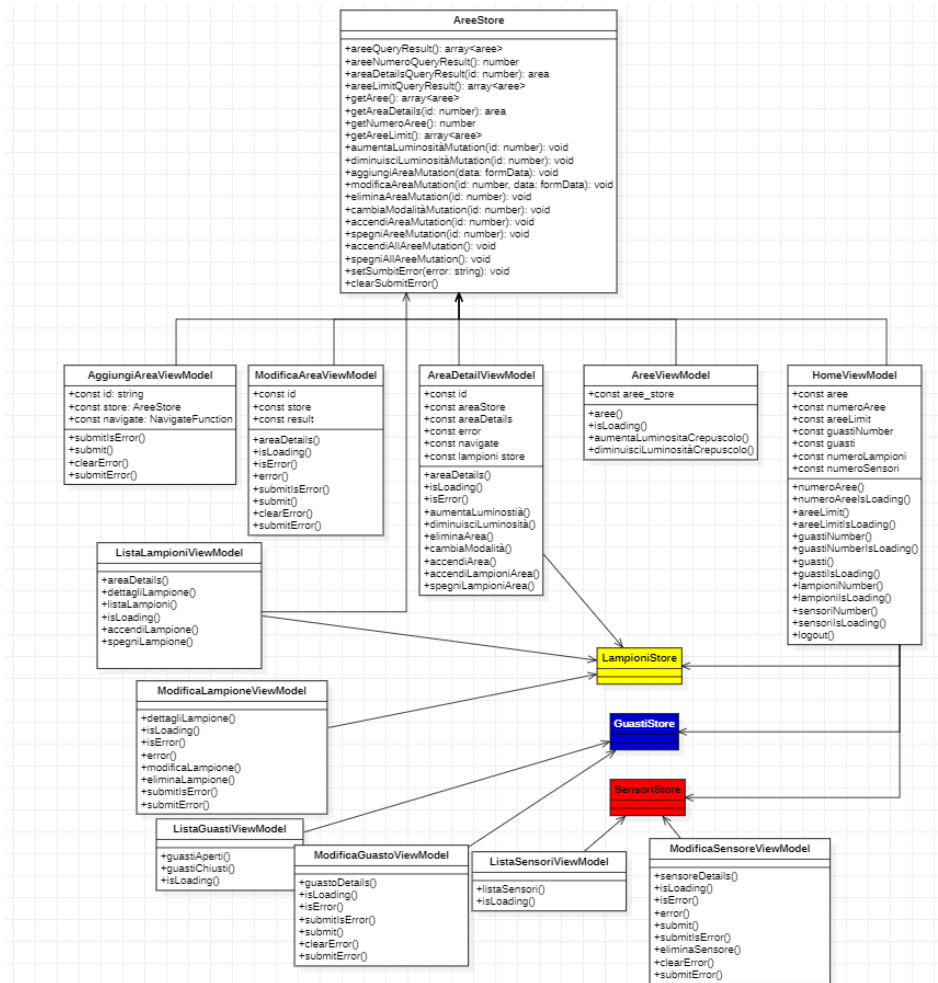 AreeStore
+areeQueryResult(): array<aree>
+areeNumeroQueryResult(): number
+areaDetailsQueryResult(id: number): area
+areeLimitQueryResult(): array<aree>
+getAree(): array<aree>
+getAreaDetails(id: number): area
+getNumeroAree(): number
+getAreeLimit(): array<aree>
+aumentaLuminositàMutation(id: number): void
+diminuisciLuminositàMutation(id: number): void
+aggiungiAreaMutation(data: formData): void
+modificaAreaMutation(id: number, data: formData): void
+eliminaAreaMutation(id: number): void
+cambiaModalitàMutation(id: number): void
+accendiAreaMutation(id: number): void
+spegniAreeMutation(id: number): void
+accendiAllAreeMutation(): void
+spegniAllAreeMutation(): void
+setSumbitError(error: string): void
+clearSubmitError()
AggiungiAreaViewModel
+const id: string
+const store: AreeStore
+const navigate: NavigateFunction
+submitIsError()
+submit()
+clearError()
+submitError()
ModificaAreaViewModel
+const id
+const store
+const result
+areaDetails()
+isLoading()
+isError()
+error()
+submitIsError()
+submit()
+clearError()
+submitError()
AreaDetailViewModel
+const id
+const areaStore
+const areaDetails
+const error
+const navigate
+const lampioni store
+areaDetails()
+isLoading()
+isError()
+aumentaLuminostià()
+diminuisciLuminosità()
+eliminaArea()
+cambiaModalità()
+accendiArea()
+accendiLampioniArea()
+spegniLampioniArea()
AreeViewModel
+const aree_store
+aree()
+isLoading()
+aumentaLuminositaCrepuscolo()
+diminuisciLuminositàCrepuscolo()
HomeViewModel
+const aree
+const numeroAree
+const areeLimit
+const guastiNumber
+const guasti
+const numeroLampioni
+const numeroSensori
+numeroAree()
+numeroAreeIsLoading()
+areeLimit()
+areeLimitIsLoading()
+guastiNumber()
+guastiNumberIsLoading()
+guasti()
+guastiIsLoading()
+lampioniNumber()
+lampioniIsLoading()
+sensoriNumber()
+sensoriIsLoading()
+logout()
ListaLampioniViewModel
+areaDetails()
+dettagliLampione()
+listaLampioni()
+isLoading()
+accendiLampione()
+spegniLampione()
LampioniStore
ModificaLampioneViewModel
+dettagliLampione()
+isLoading()
+isError()
+error()
+modificaLampione()
+eliminaLampione()
+submitIsError()
+submitError()
GuastiStore
SensoriStore
ListaGuastiViewModel
+guastiAperti()
+guastiChiusti()
+isLoading()
ModificaGuastoViewModel
+guastoDetails()
+isLoading()
+isError()
+submitIsError()
+submit()
+clearError()
+submitError()
ListaSensoriViewModel
+listaSensori()
+isLoading()
ModificaSensoreViewModel
+sensoreDetails()
+isLoading()
+isError()
+error()
+submit()
+submitIsError()
+eliminaSensore()
+clearError()
+submitError()